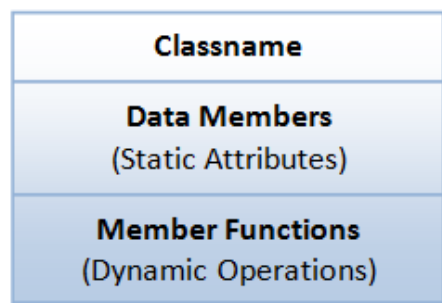 Classname
Data Members
(Static Attributes)
Member Functions
(Dynamic Operations)